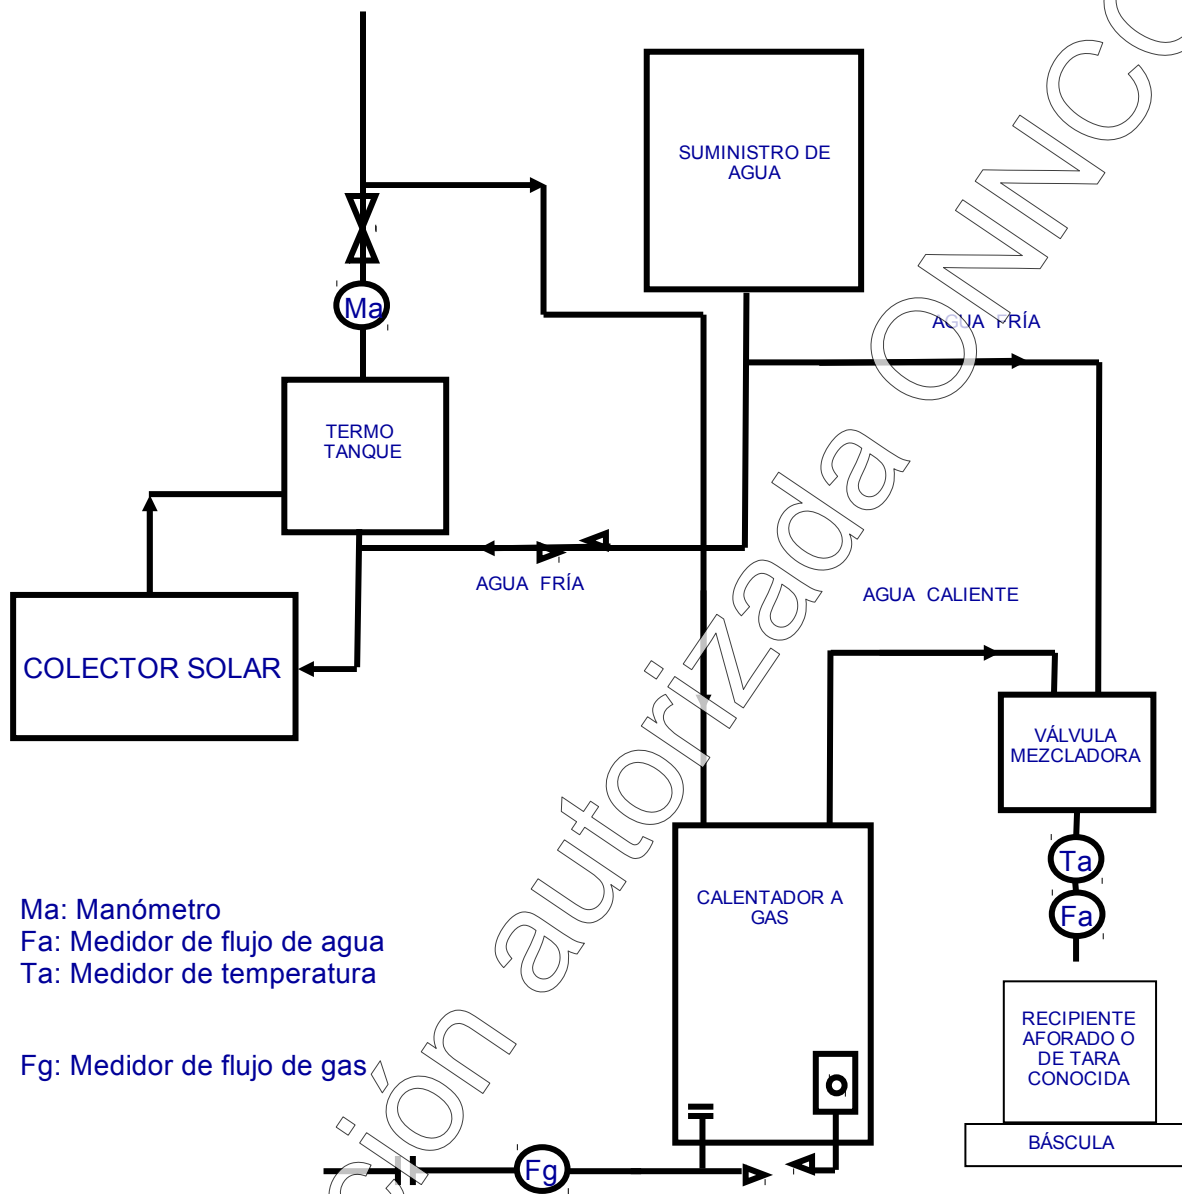 SUMINISTRO DE
AGUA
AGUA FRÍA
Ma
TERMO
TANQUE
AGUA FRÍA
AGUA CALIENTE
COLECTOR SOLAR
VÁLVULA
MEZCLADORA
Ta
Fa
CALENTADOR A
GAS
Ma: Manómetro
Fa: Medidor de flujo de agua
Ta: Medidor de temperatura
Fg: Medidor de flujo de gas
RECIPIENTE
AFORADO O
DE TARA
CONOCIDA
BÁSCULA
Fg
ción autorizada ONNCC